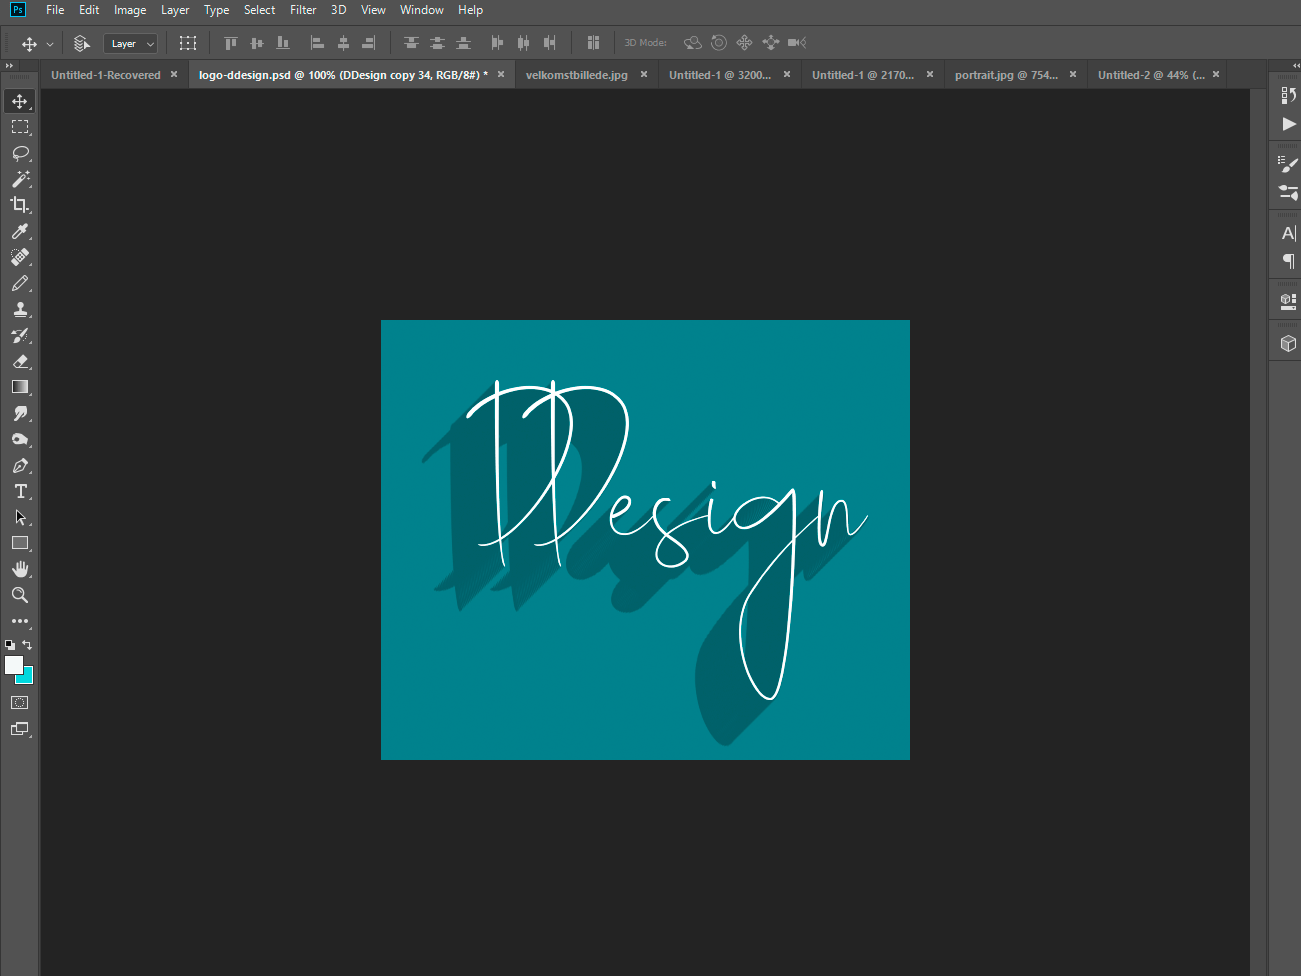 Ps File Edit Image Layer Type Select Filter 3D View Window Help
Layer 3D Mode:
Untitled-1-Recovered × logo-ddesign.psd @ 100% (DDesign copy 34, RGB/8#) * × velkomstbillede.jpg × Untitled-1 @ 3200... × Untitled-1 @ 2170... × portrait.jpg @ 754... × Untitled-2 @ 44% (... ×
DDesign